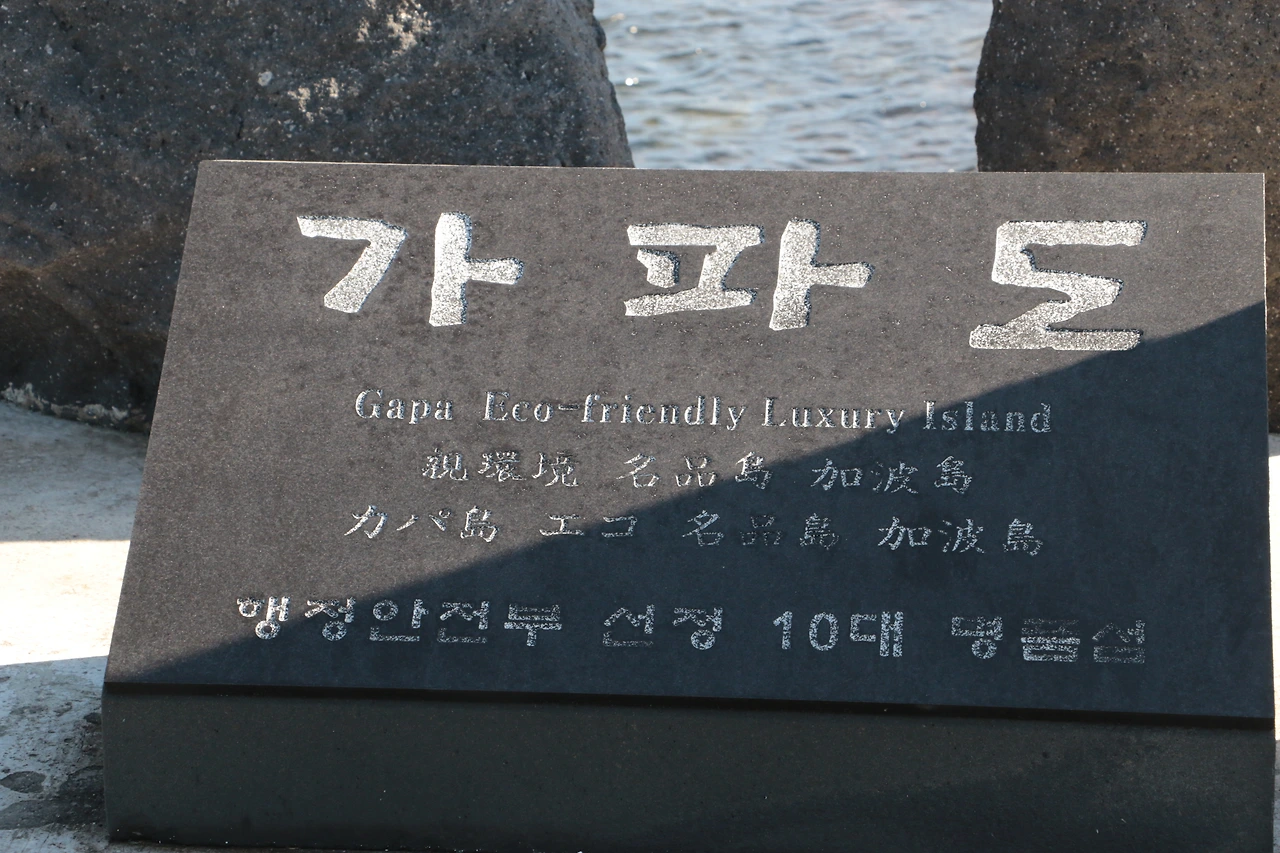 가 파 도
Gapa Eco-friendly Luxury Island
親環境 名品島 加波島
カパ島 エコ 名品島 加波島
행정안전부 선정 10대 명품섬